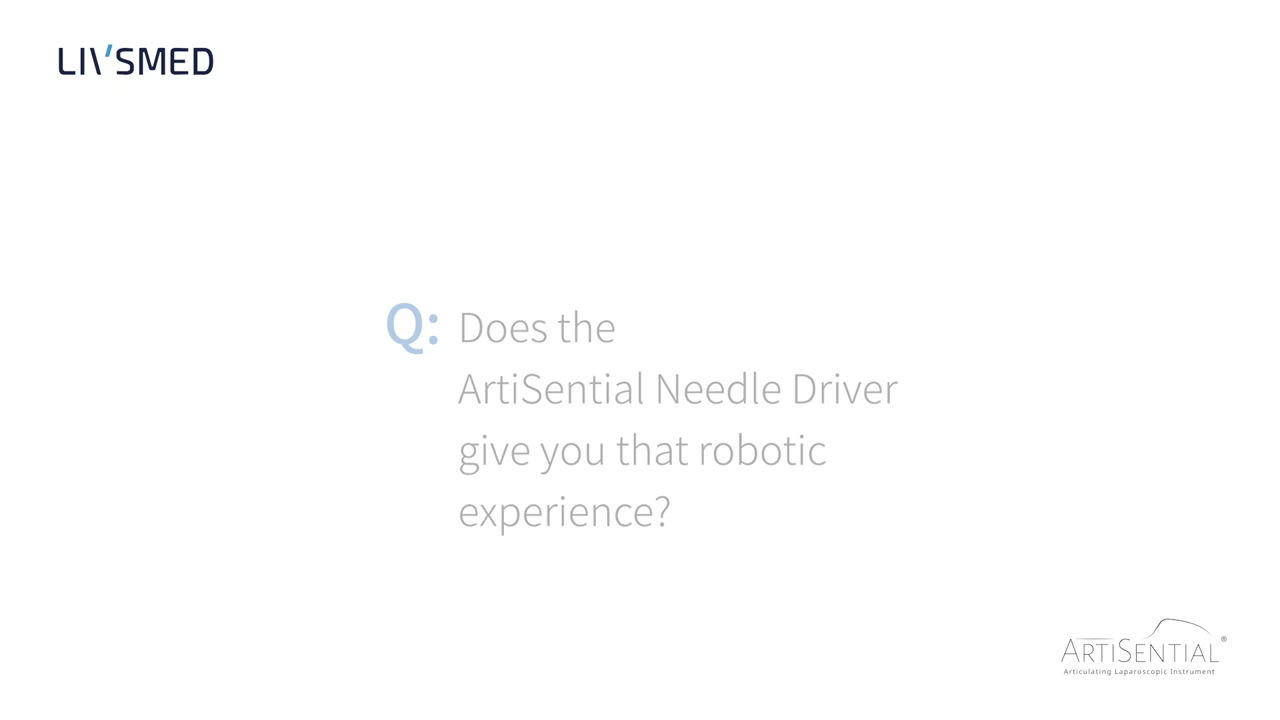 LIVSMED
Q: Does the
ArtiSential Needle Driver
give you that robotic
experience?
ARTISENTIAL®
Articulating Laparoscopic Instrument